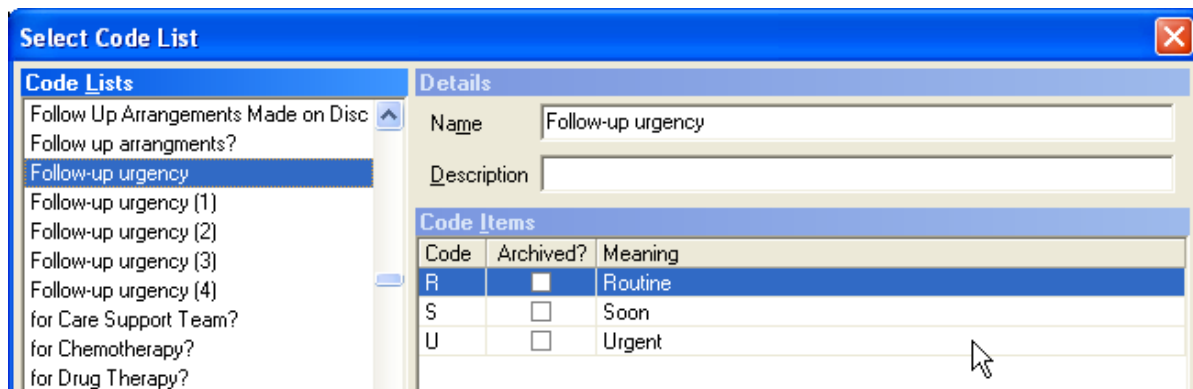 Select Code List
Code Lists
Follow Up Arrangements Made on Disc
Follow up arrangments?
Follow-up urgency
Follow-up urgency (1)
Follow-up urgency (2)
Follow-up urgency (3)
Follow-up urgency (4)
for Care Support Team?
for Chemotherapy?
for Drug Therapy?
Details
Name Follow-up urgency
Description
Code Items
Code Archived? Meaning
R Routine
S Soon
U Urgent